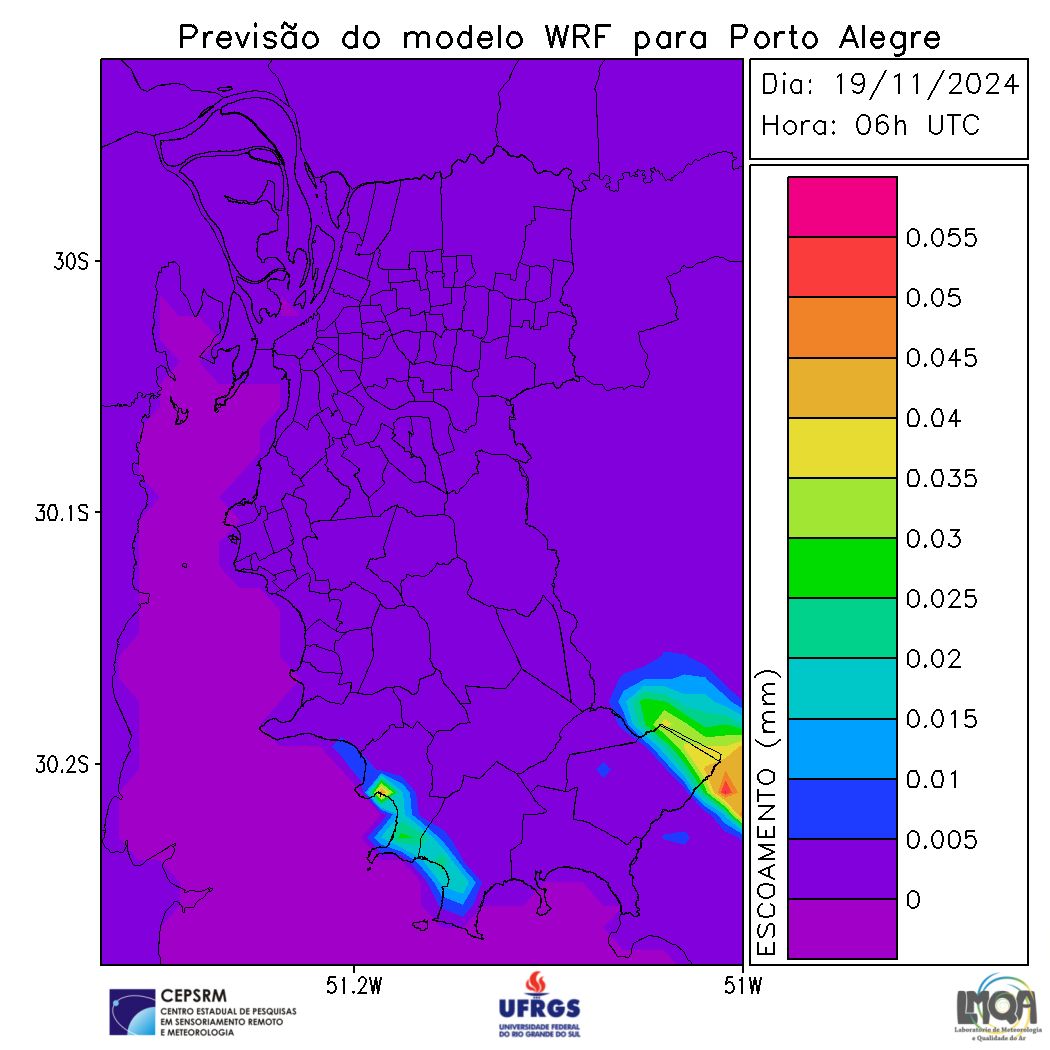 Previsão do modelo WRF para Porto Alegre
Dia: 19/11/2024
Hora: 06h UTC
0.055
0.05
0.045
0.04
0.035
0.03
0.025
0.02
0.015
0.01
0.005
0
ESCOAMENTO (mm)
30S
30.1S
30.2S
51.2W
51W
CEPSRM
CENTRO ESTADUAL DE PESQUISAS
EM SENSORIAMENTO REMOTO
E METEOROLOGIA
UFRGS
UNIVERSIDADE FEDERAL
DO RIO GRANDE DO SUL
LMQA
Laboratório de Meteorologia
e Qualidade do Ar